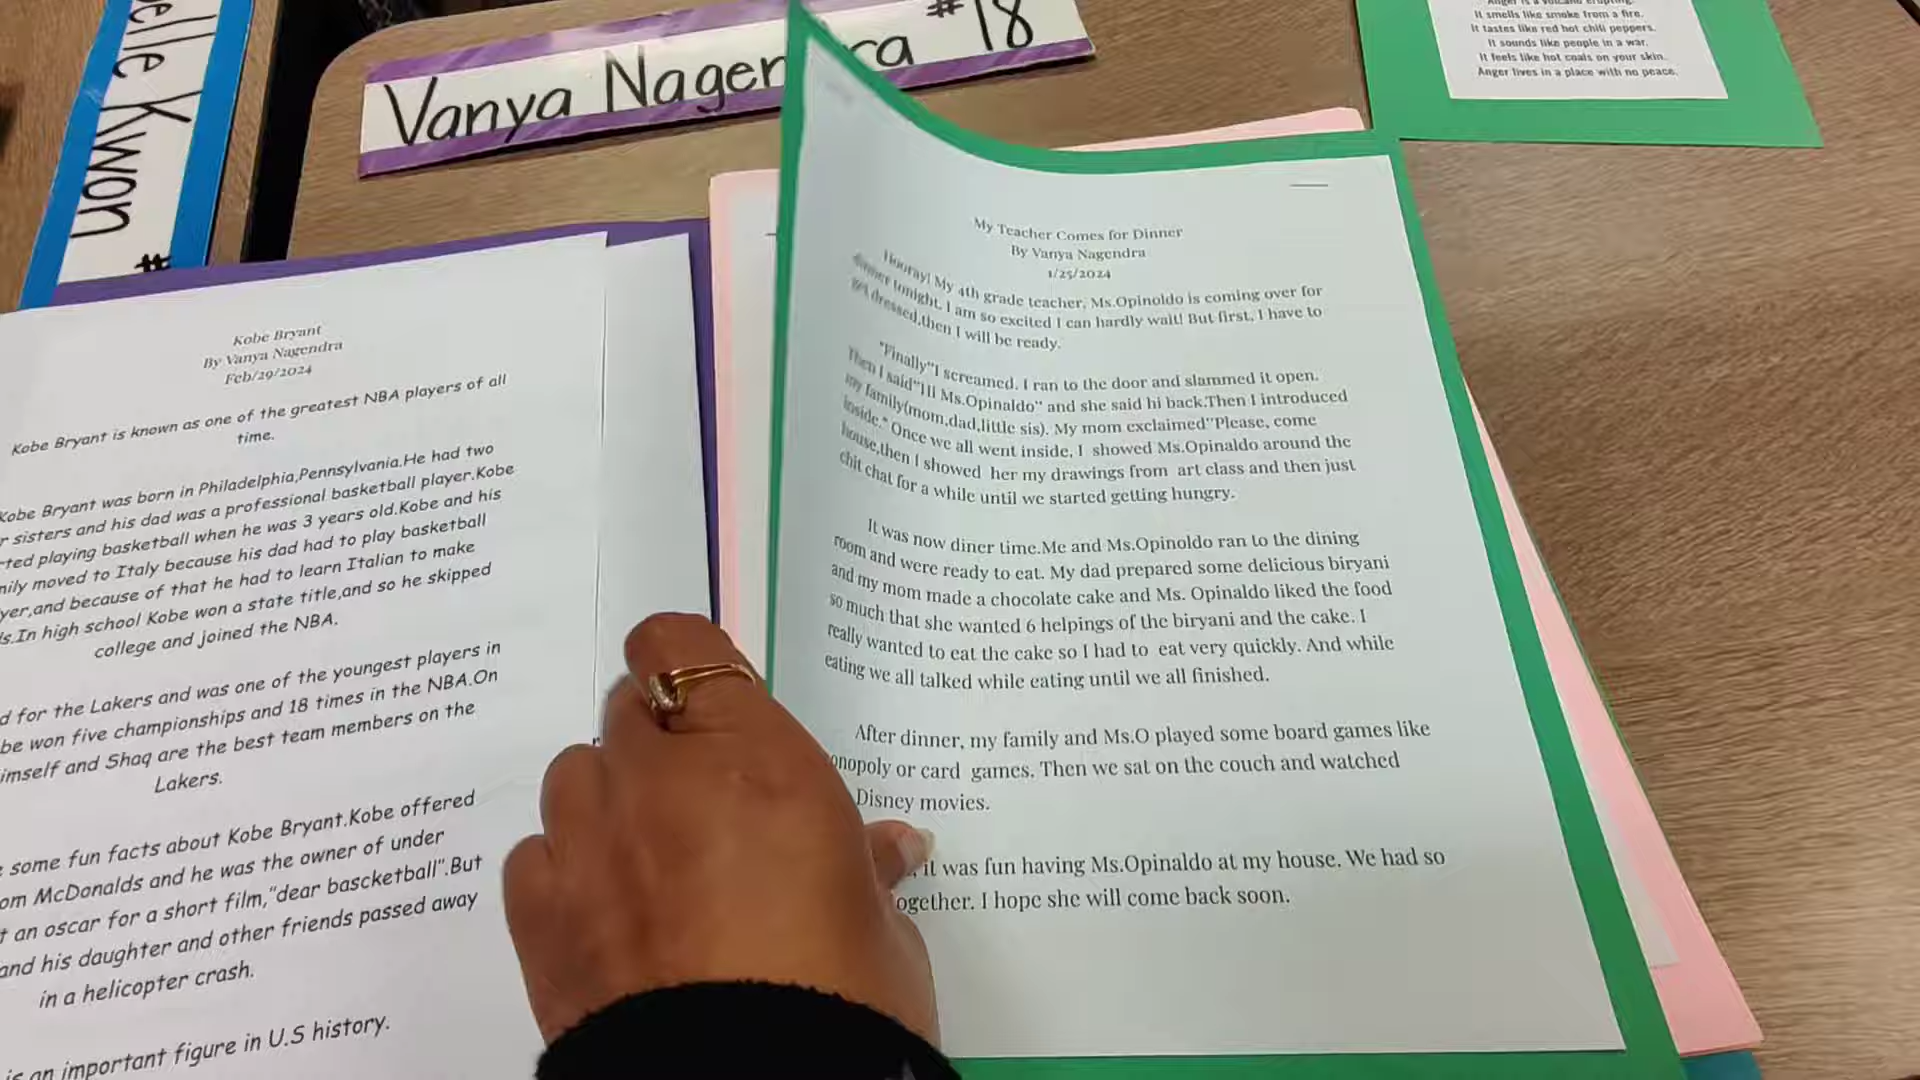 elle Kwon #
Vanya Nagen ra #18
It smells like smoke from a fire.
It tastes like red hot chili peppers.
It sounds like people in a war.
It feels like hot coals on your skin.
Anger lives in a place with no peace.
Kobe Bryant
By Vanya Nagendra
Feb/29/2024
Kobe Bryant is known as one of the greatest NBA players of all
time.
Kobe Bryant was born in Philadelphia,Pennsylvania.He had two
r sisters and his dad was a professional basketball player.Kobe
rted playing basketball when he was 3 years old.Kobe and his
mily moved to Italy because his dad had to play basketball
yer,and because of that he had to learn Italian to make
ds.In high school Kobe won a state title,and so he skipped
college and joined the NBA.
d for the Lakers and was one of the youngest players in
be won five championships and 18 times in the NBA.On
imself and Shaq are the best team members on the
Lakers.
some fun facts about Kobe Bryant.Kobe offered
om McDonalds and he was the owner of under
t an oscar for a short film,"dear bascketball".But
and his daughter and other friends passed away
in a helicopter crash.
is an important figure in U.S history.
My Teacher Comes for Dinner
By Vanya Nagendra
1/25/2024
Hooray! My 4th grade teacher, Ms.Opinoldo is coming over for
dinner tonight. I am so excited I can hardly wait! But first, I have to
get dressed,then I will be ready.
"Finally"I screamed. I ran to the door and slammed it open.
Then I said"Hi Ms.Opinaldo" and she said hi back.Then I introduced
my family(mom,dad,little sis). My mom exclaimed"Please, come
inside." Once we all went inside, I showed Ms.Opinaldo around the
house,then I showed her my drawings from art class and then just
chit chat for a while until we started getting hungry.
It was now diner time.Me and Ms.Opinoldo ran to the dining
room and were ready to eat. My dad prepared some delicious biryani
and my mom made a chocolate cake and Ms. Opinaldo liked the food
so much that she wanted 6 helpings of the biryani and the cake. I
really wanted to eat the cake so I had to eat very quickly. And while
eating we all talked while eating until we all finished.
After dinner, my family and Ms.O played some board games like
onopoly or card games. Then we sat on the couch and watched
Disney movies.
, it was fun having Ms.Opinaldo at my house. We had so
ogether. I hope she will come back soon.